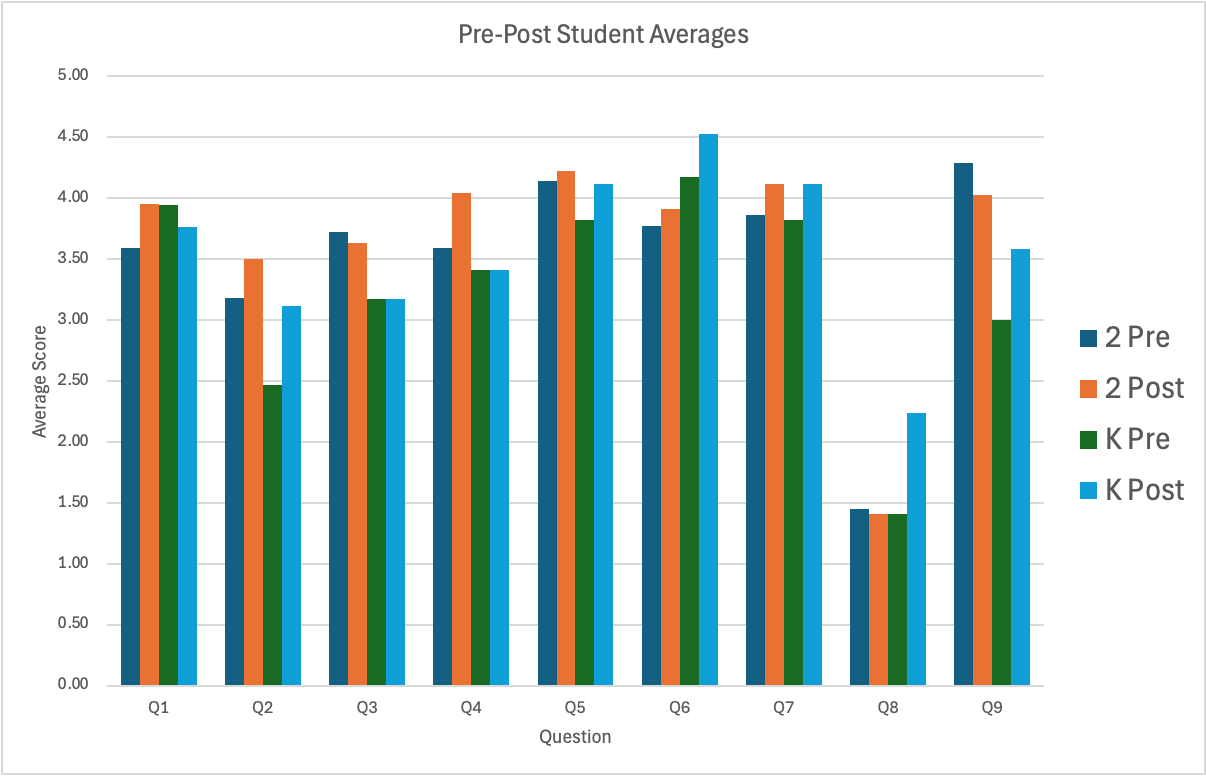 Pre-Post Student Averages
5.00
4.50
4.00
3.50
3.00
2.50
2.00
1.50
1.00
0.50
0.00
Average Score
Q1 Q2 Q3 Q4 Q5 Q6 Q7 Q8 Q9
Question
2 Pre
2 Post
K Pre
K Post